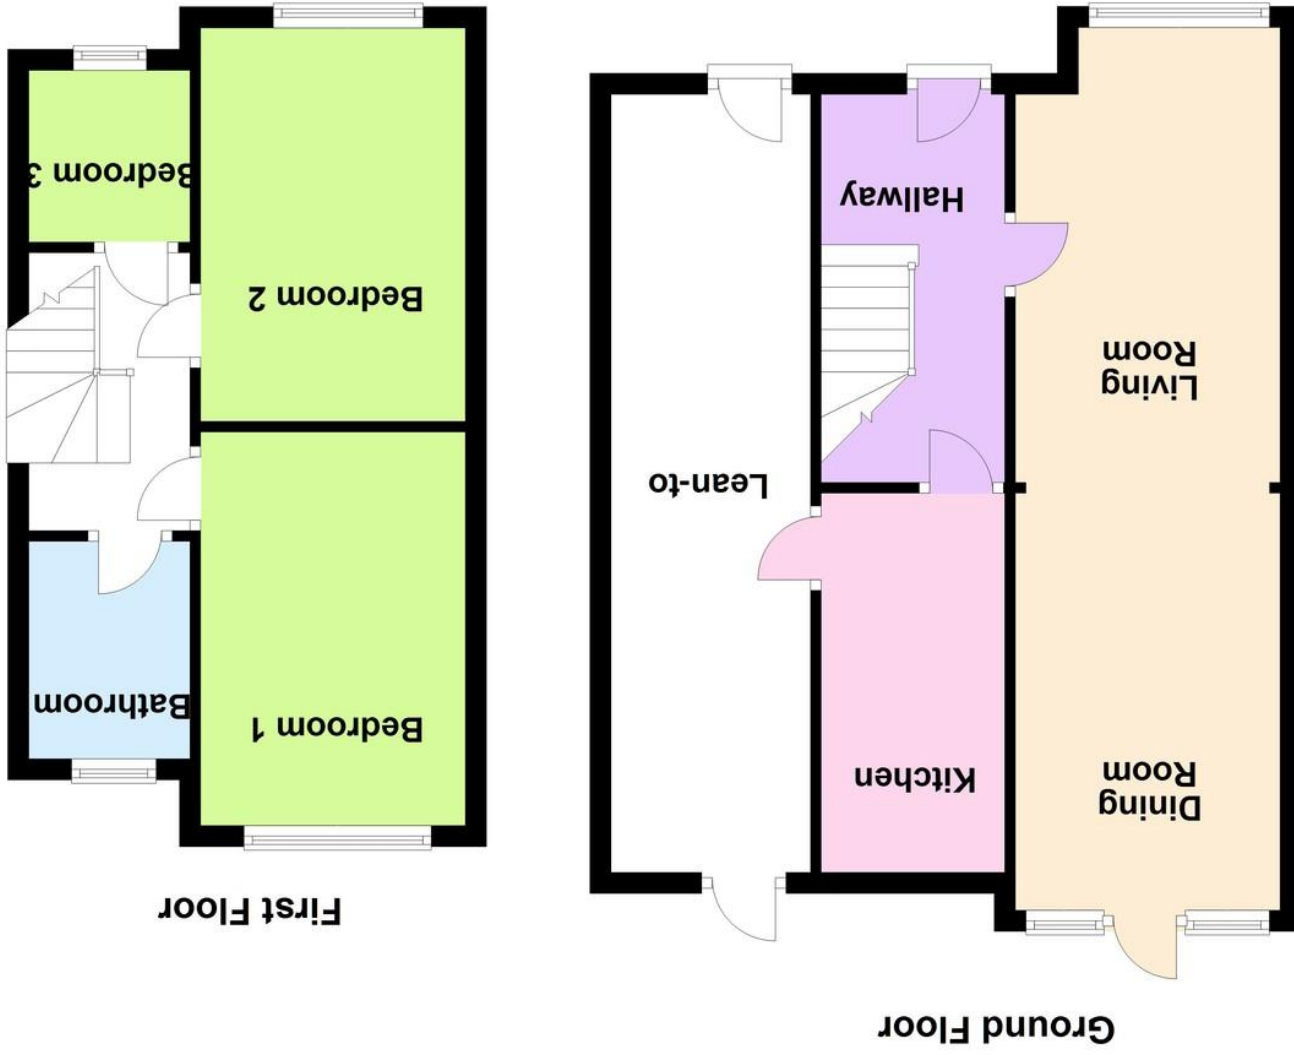 Ground Floor
Dining
Room
Kitchen
Lean-to
Living
Room
Hallway
First Floor
Bedroom 1
Bathroom
Bedroom 2
Bedroom 3